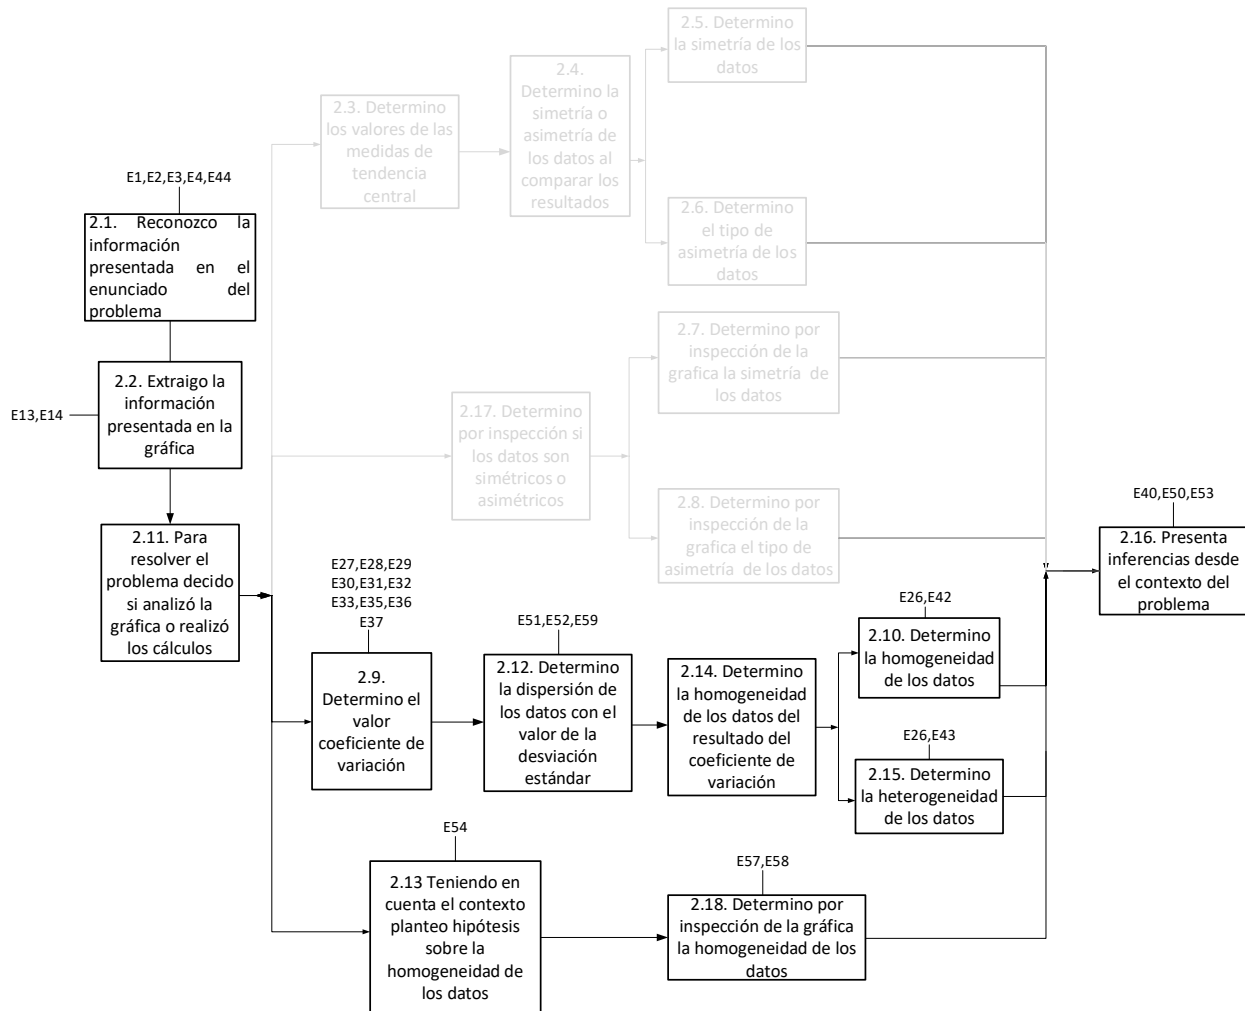 2.5. Determino
la simetría de los
datos
2.4.
Determino la
simetría o
asimetría de
los datos al
comparar los
resultados
2.3. Determino
los valores de las
medidas de
tendencia
central
2.6. Determino
el tipo de
asimetría de los
datos
E1,E2,E3,E4,E44
2.1. Reconozco la
información
presentada en el
enunciado del
problema
2.7. Determino por
inspección de la
grafica la simetría de
los datos
2.2. Extraigo la
información
presentada en la
gráfica
E13,E14
2.17. Determino
por inspección si
los datos son
simétricos o
asimétricos
2.8. Determino por
inspección de la
grafica el tipo de
asimetría de los datos
E40,E50,E53
2.16. Presenta
inferencias desde
el contexto del
problema
2.11. Para
resolver el
problema decido
si analizó la
gráfica o realizó
los cálculos
E27,E28,E29
E30,E31,E32
E33,E35,E36
E37
2.9.
Determino el
valor
coeficiente de
variación
E51,E52,E59
2.12. Determino
la dispersión de
los datos con el
valor de la
desviación
estándar
2.14. Determino
la homogeneidad
de los datos del
resultado del
coeficiente de
variación
E26,E42
2.10. Determino
la homogeneidad
de los datos
E26,E43
2.15. Determino
la heterogeneidad
de los datos
E54
2.13 Teniendo en
cuenta el contexto
planteo hipótesis
sobre la
homogeneidad de
los datos
E57,E58
2.18. Determino por
inspección de la gráfica
la homogeneidad de los
datos